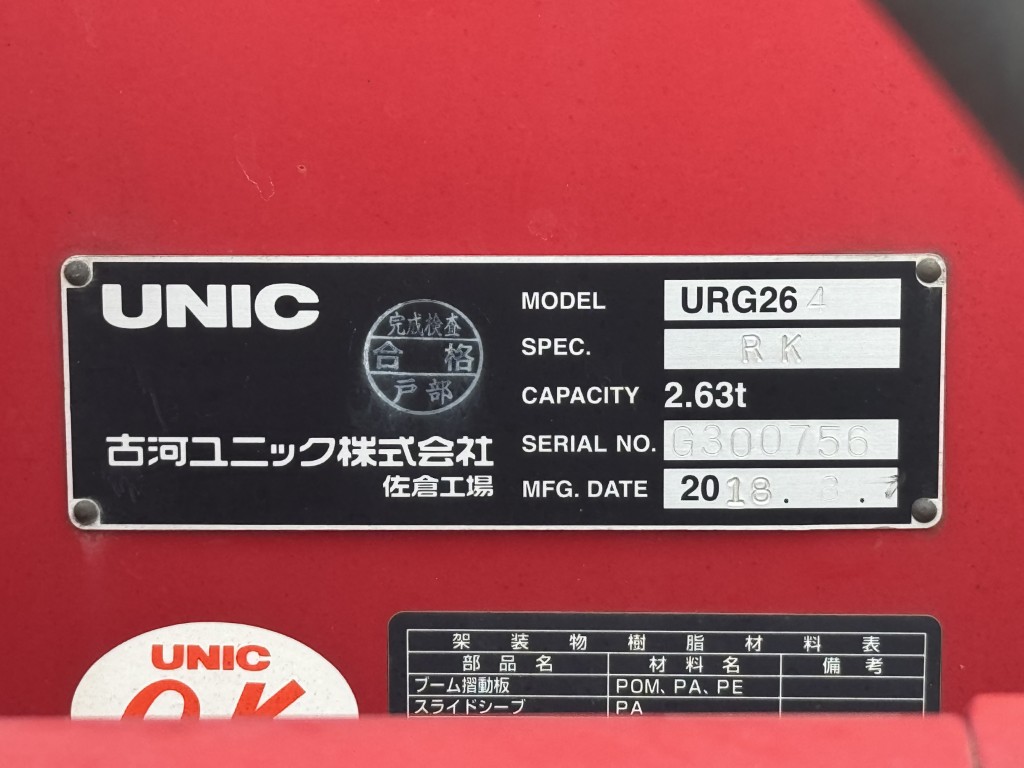 UNIC
完成検査
合格
戸部
古河ユニック株式会社
佐倉工場
MODEL URG264
SPEC. RK
CAPACITY 2.63t
SERIAL NO. G300756
MFG. DATE 2018. 8. 7
UNIC
O.K
架装物樹脂材料表
部品名 材料名 備考
ブーム摺動板 POM、PA、PE
スライドシーブ PA